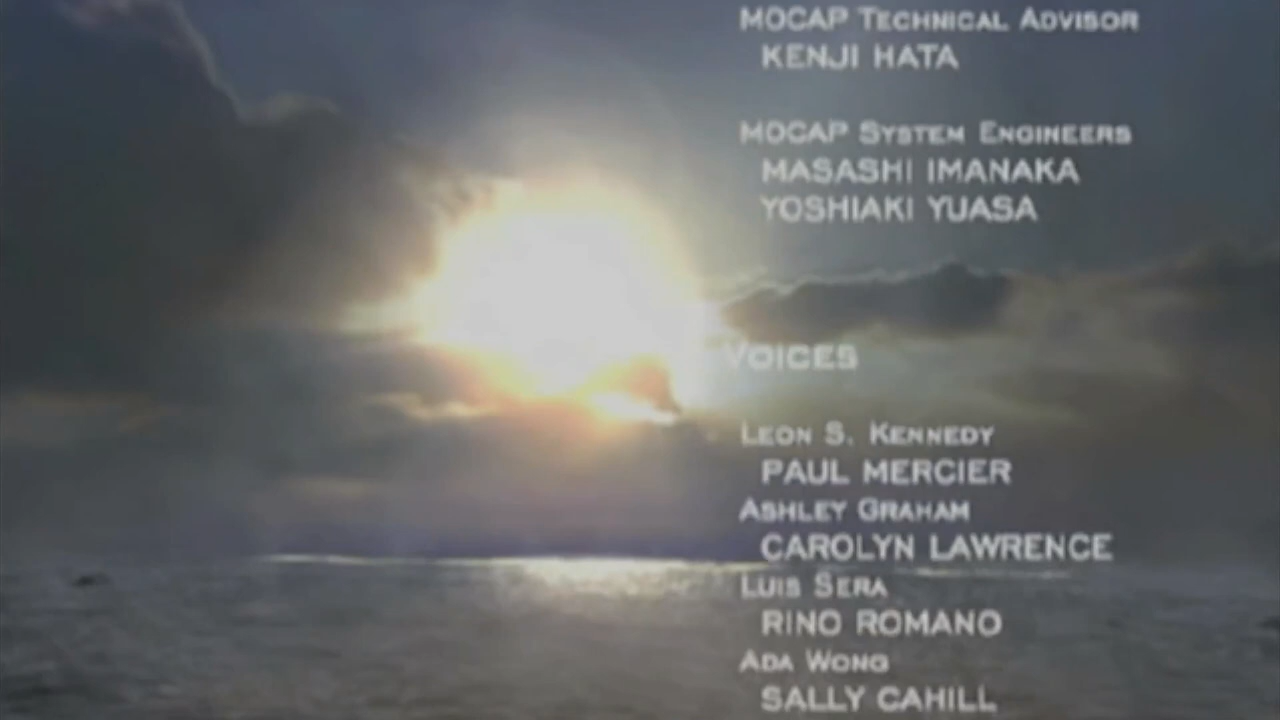 MOCAP TECHNICAL ADVISOR
KENJI HATA
MOCAP SYSTEM ENGINEERS
MASASHI IMANAKA
YOSHIAKI YUASA
VOICES
LEON S. KENNEDY
PAUL MERCIER
ASHLEY GRAHAM
CAROLYN LAWRENCE
LUIS SERA
RINO ROMANO
ADA WONG
SALLY CAHILL